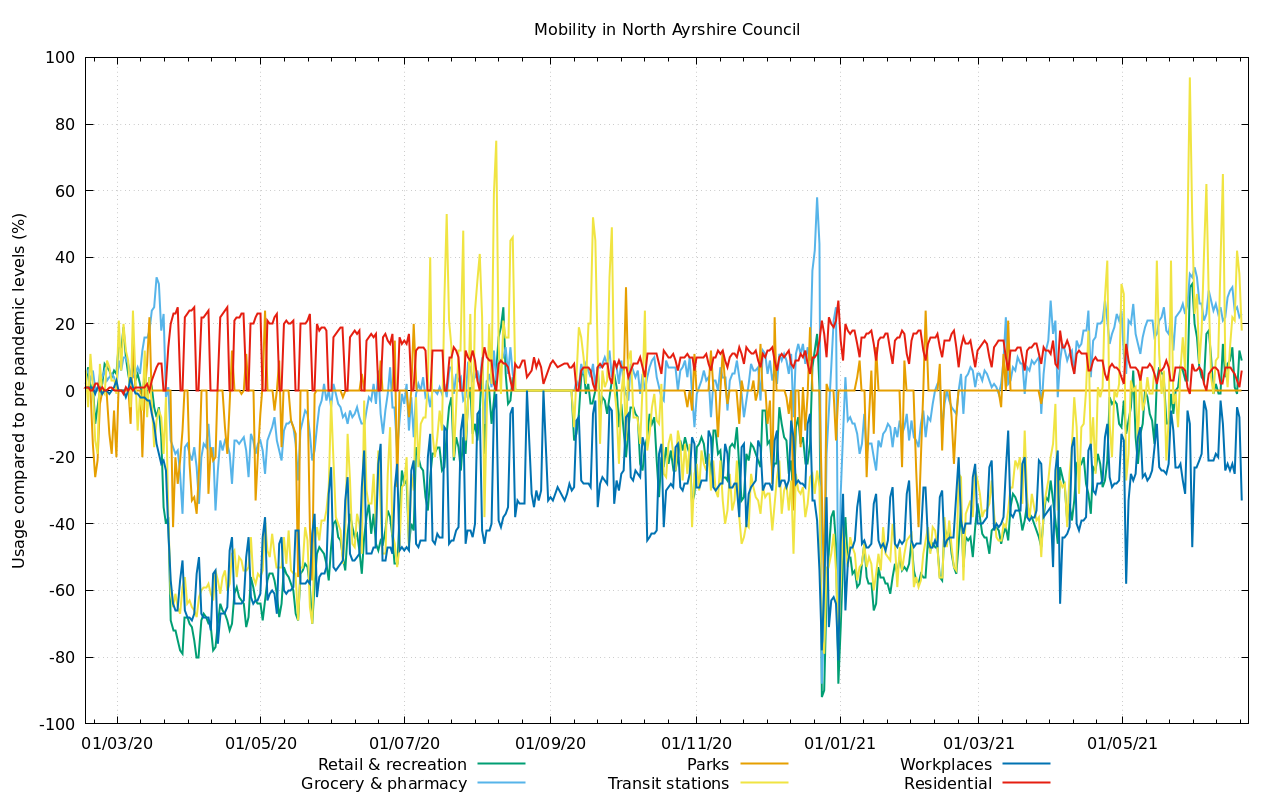 Mobility in North Ayrshire Council
Usage compared to pre pandemic levels (%)
100
80
60
40
20
0
-20
-40
-60
-80
-100
01/03/20 01/05/20 01/07/20 01/09/20 01/11/20 01/01/21 01/03/21 01/05/21
Retail & recreation Parks Workplaces
Grocery & pharmacy Transit stations Residential